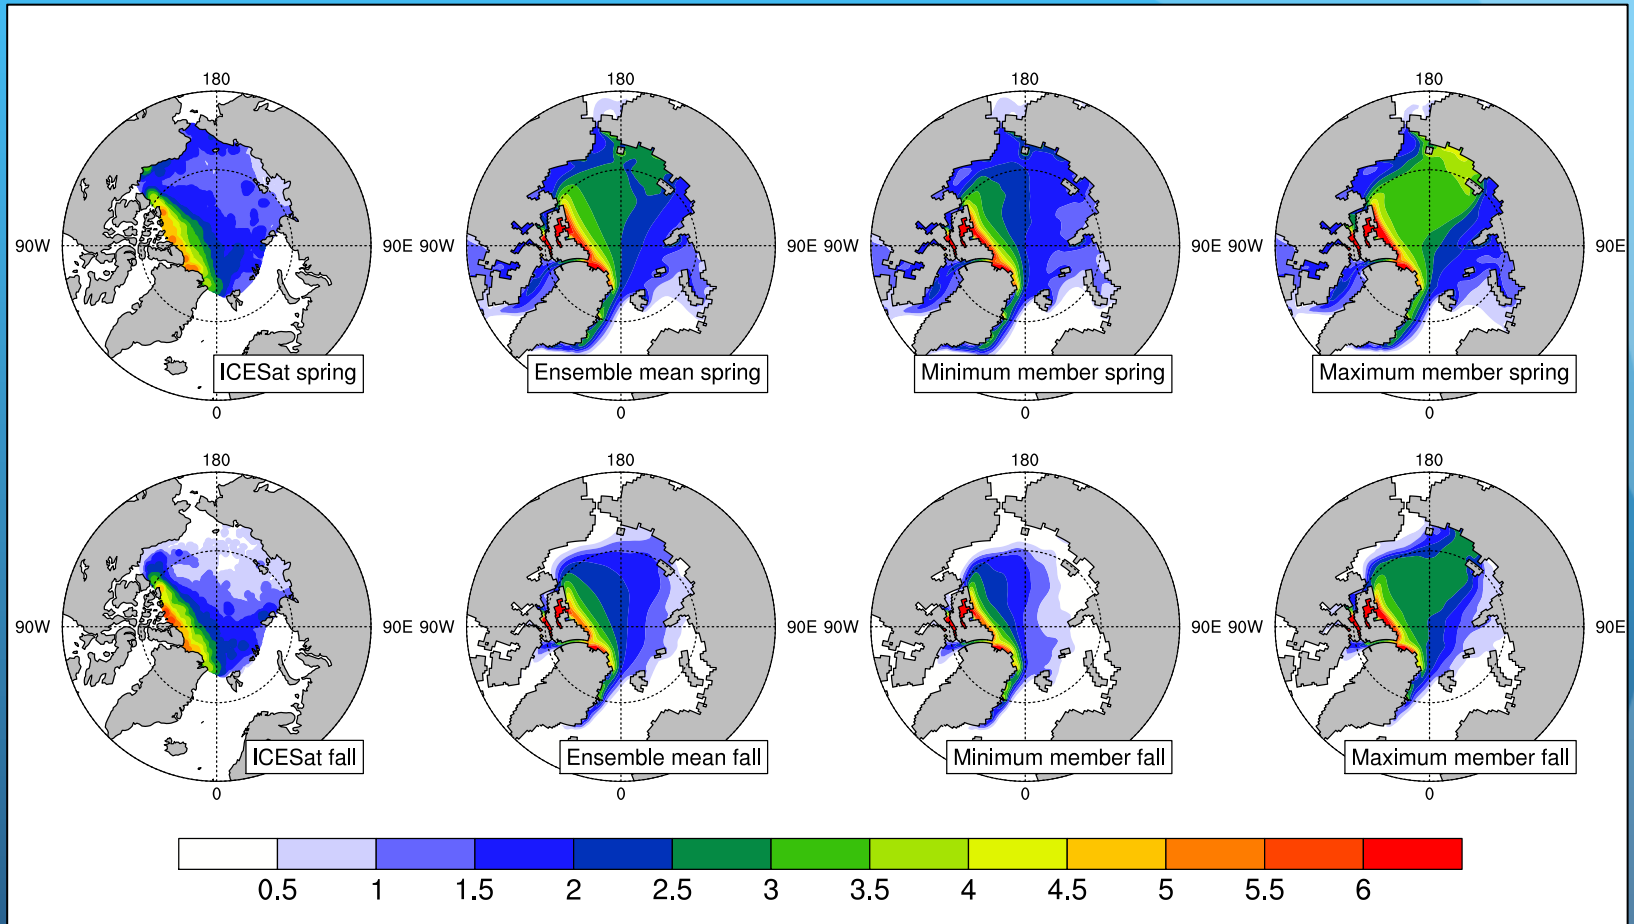 180 180 180 180
90W 90E 90W 90E 90W 90E 90W 90E
ICESat spring Ensemble mean spring Minimum member spring Maximum member spring
0 0 0 0
180 180 180 180
90W 90E 90W 90E 90W 90E 90W 90E
ICESat fall Ensemble mean fall Minimum member fall Maximum member fall
0 0 0 0
0.5 1 1.5 2 2.5 3 3.5 4 4.5 5 5.5 6